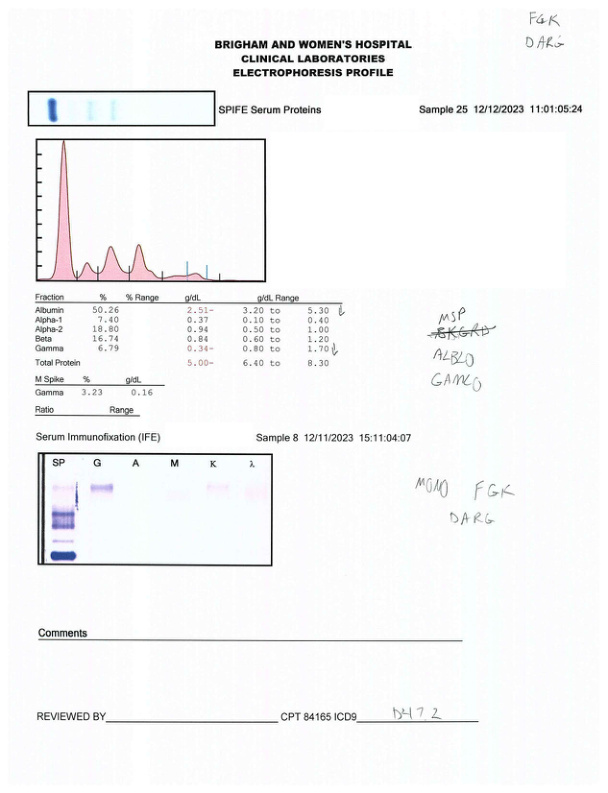 FGK
DARG
BRIGHAM AND WOMEN'S HOSPITAL
CLINICAL LABORATORIES
ELECTROPHORESIS PROFILE
SPIFE Serum Proteins Sample 25 12/12/2023 11:01:05:24
Fraction % % Range g/dL g/dL Range
Albumin 50.26 2.51- 3.20 to 5.30 ↓
Alpha-1 7.40 0.37 0.10 to 0.40
Alpha-2 18.80 0.94 0.50 to 1.00
Beta 16.74 0.84 0.60 to 1.20
Gamma 6.79 0.34- 0.80 to 1.70 ↓
Total Protein 5.00- 6.40 to 8.30
MSP
BKGRD
ALBLO
GAMLO
M Spike % g/dL
Gamma 3.23 0.16
Ratio Range
Serum Immunofixation (IFE) Sample 8 12/11/2023 15:11:04:07
SP G A M K λ
MONO FGK
DARG
Comments
REVIEWED BY CPT 84165 ICD9 D47.2